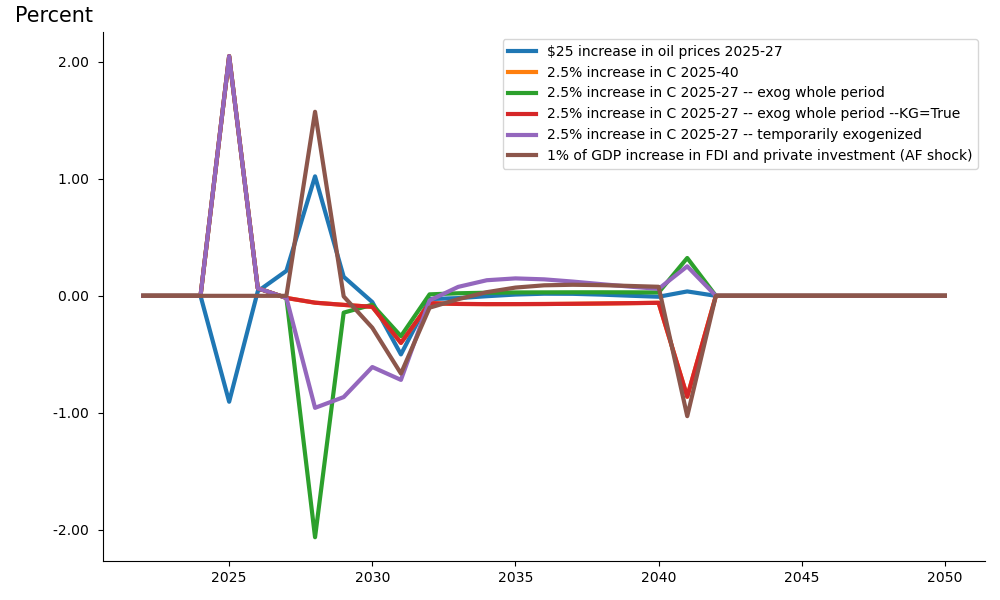 Percent
$25 increase in oil prices 2025-27
2.5% increase in C 2025-40
2.5% increase in C 2025-27 -- exog whole period
2.5% increase in C 2025-27 -- exog whole period --KG=True
2.5% increase in C 2025-27 -- temporarily exogenized
1% of GDP increase in FDI and private investment (AF shock)
2.00
1.00
0.00
-1.00
-2.00
2025 2030 2035 2040 2045 2050